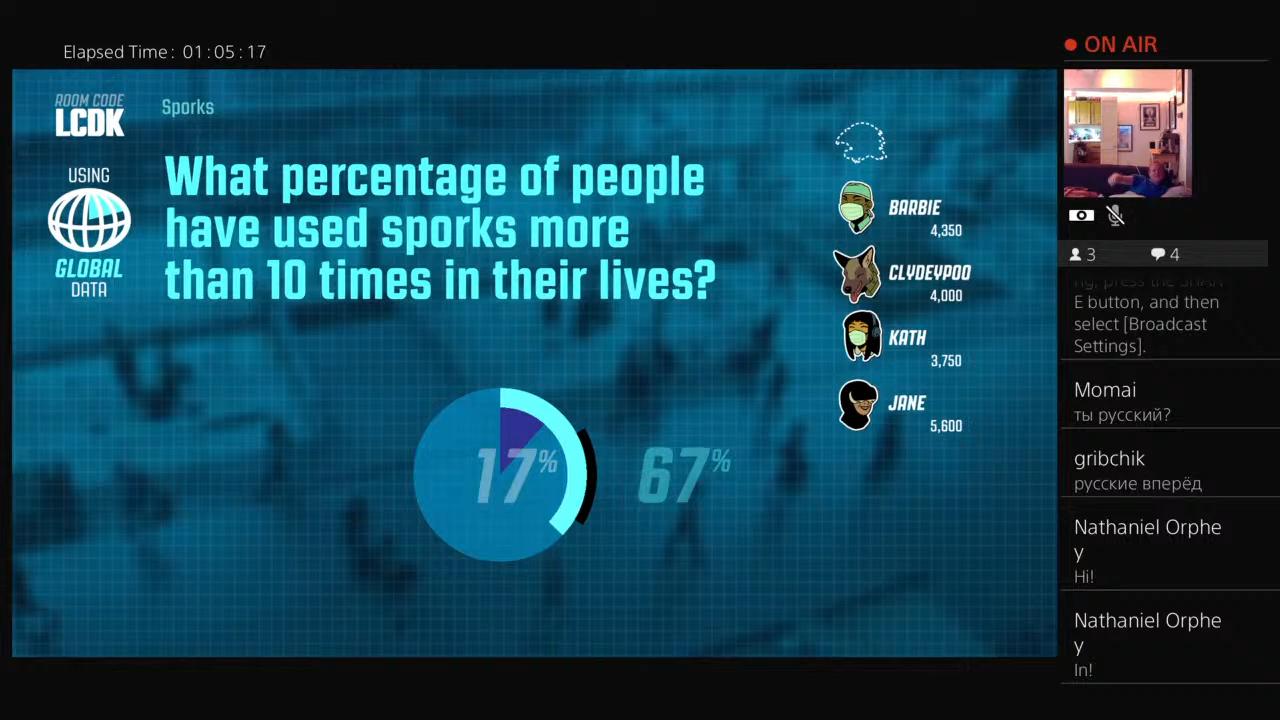 Elapsed Time: 01:05:17
ON AIR
ROOM CODE
LCDK
Sporks
USING
GLOBAL
DATA
What percentage of people
have used sporks more
than 10 times in their lives?
17%
67%
BARBIE
4,350
CLYDEYPOO
4,000
KATH
3,750
JANE
5,600
3
4
E button, and then
select [Broadcast
Settings].
Momai
ты русский?
gribchik
русские вперёд
Nathaniel Orphe
y
Hi!
Nathaniel Orphe
y
In!